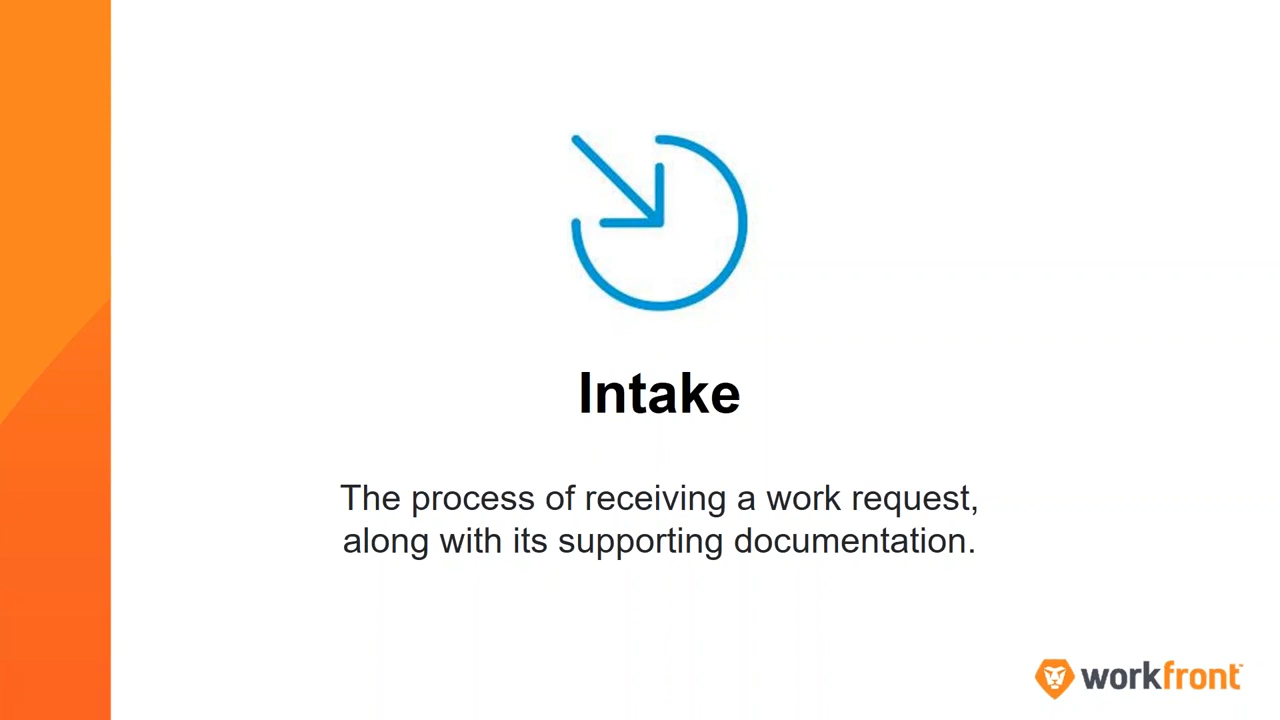 Intake
The process of receiving a work request,
along with its supporting documentation.
workfront